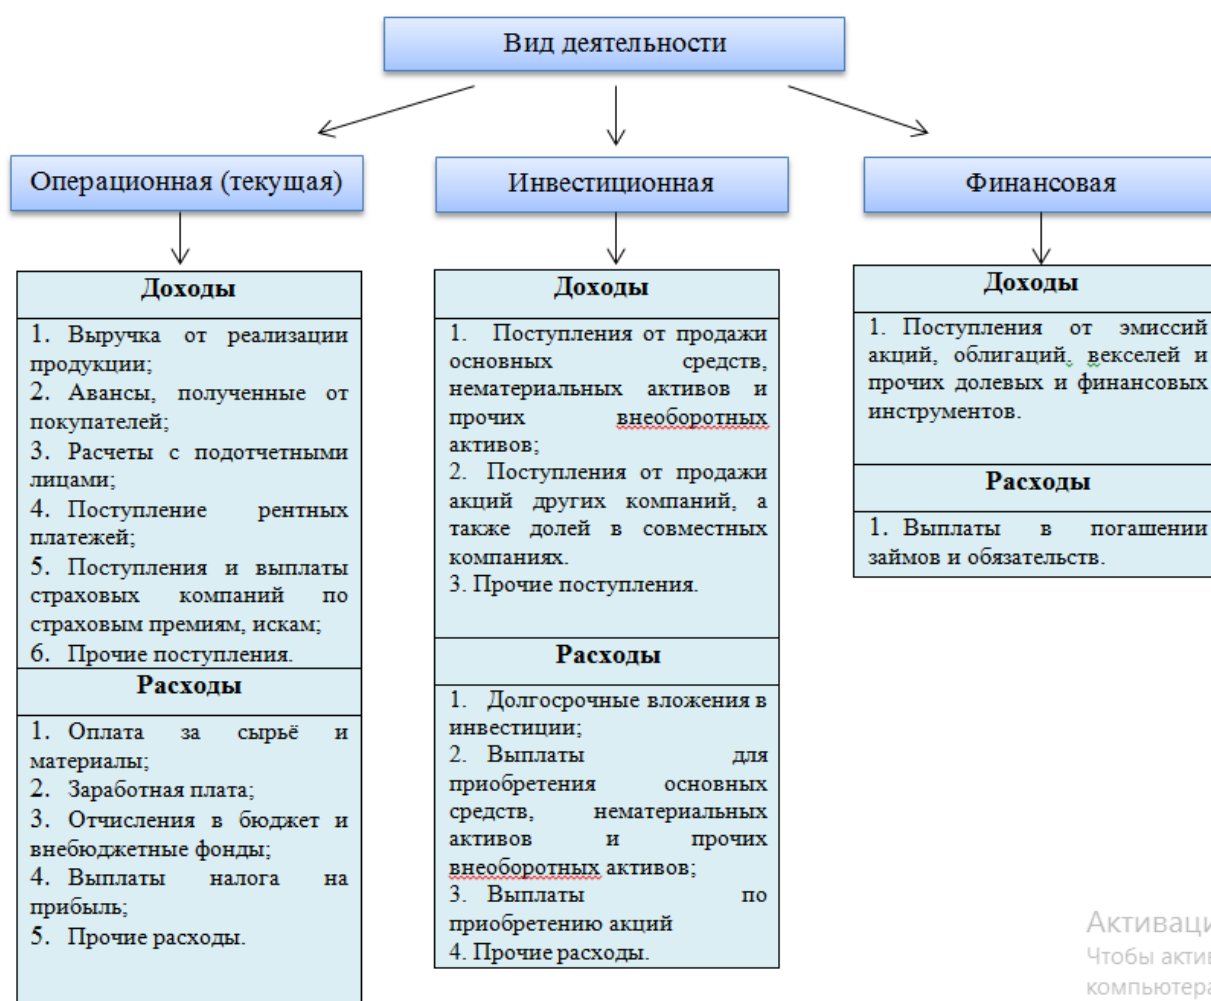 Вид деятельности
Операционная (текущая)
Доходы
1. Выручка от реализации
продукции;
2. Авансы, полученные от
покупателей;
3. Расчеты с подотчетными
лицами;
4. Поступление рентных
платежей;
5. Поступления и выплаты
страховых компаний по
страховым премиям, искам;
6. Прочие поступления.
Расходы
1. Оплата за сырьё и
материалы;
2. Заработная плата;
3. Отчисления в бюджет и
внебюджетные фонды;
4. Выплаты налога на
прибыль;
5. Прочие расходы.
Инвестиционная
Доходы
1. Поступления от продажи
основных средств,
нематериальных активов и
прочих внеоборотных
активов;
2. Поступления от продажи
акций других компаний, а
также долей в совместных
компаниях.
3. Прочие поступления.
Расходы
1. Долгосрочные вложения в
инвестиции;
2. Выплаты для
приобретения основных
средств, нематериальных
активов и прочих
внеоборотных активов;
3. Выплаты по
приобретению акций
4. Прочие расходы.
Финансовая
Доходы
1. Поступления от эмиссий
акций, облигаций, векселей и
прочих долевых и финансовых
инструментов.
Расходы
1. Выплаты в погашении
займов и обязательств.
Активаци
Чтобы актив
компьютера